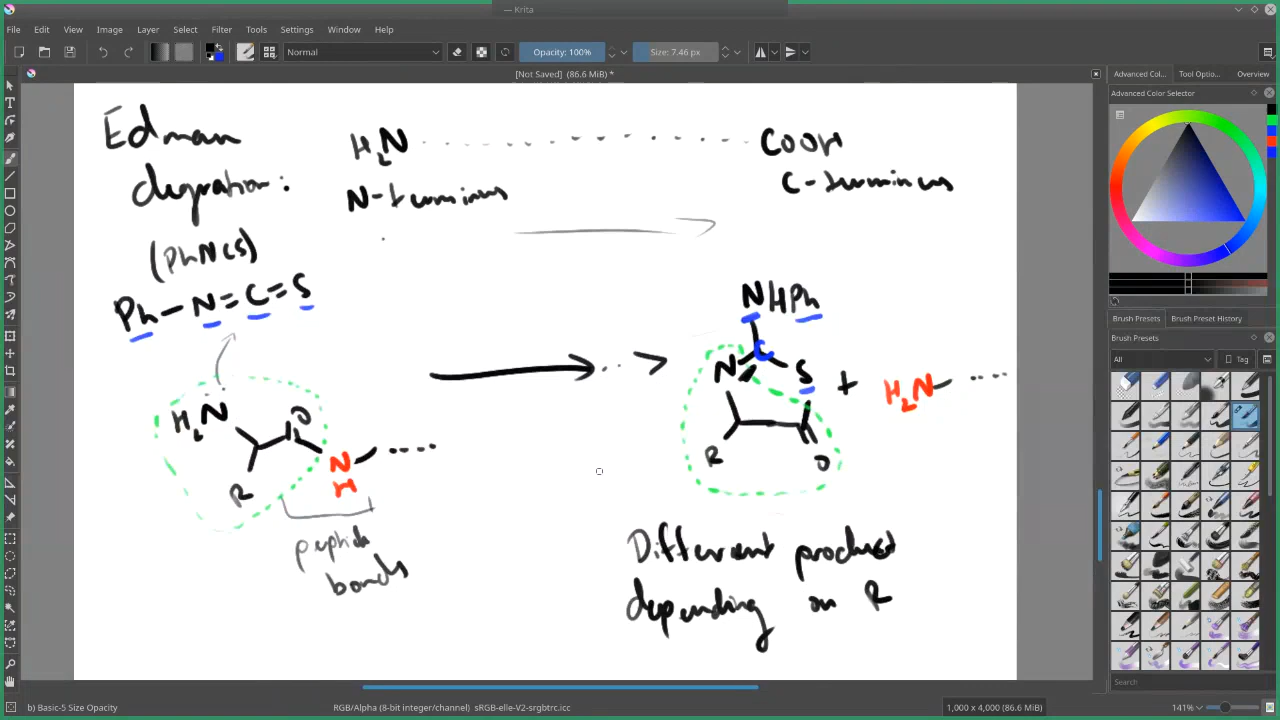 — Krita
File Edit View Image Layer Select Filter Tools Settings Window Help
Normal Opacity: 100% Size: 7.46 px
[Not Saved] (86.6 MiB) *
Advanced Col... Tool Optio... Overview
Advanced Color Selector
Edman
degration:
(PhNCS)
Ph-N=C=S
H2N COOH
N-terminus C-terminus
H2N
O
R
N
H
peptide
bonds
NHPh
C
N
S
R
O
+ H2N
Different product
depending on R
Brush Presets Brush Preset History
Brush Presets
All Tag
Search
b) Basic-5 Size Opacity
RGB/Alpha (8-bit integer/channel) sRGB-elle-V2-srgbtrc.icc
1,000 x 4,000 (86.6 MiB)
141%